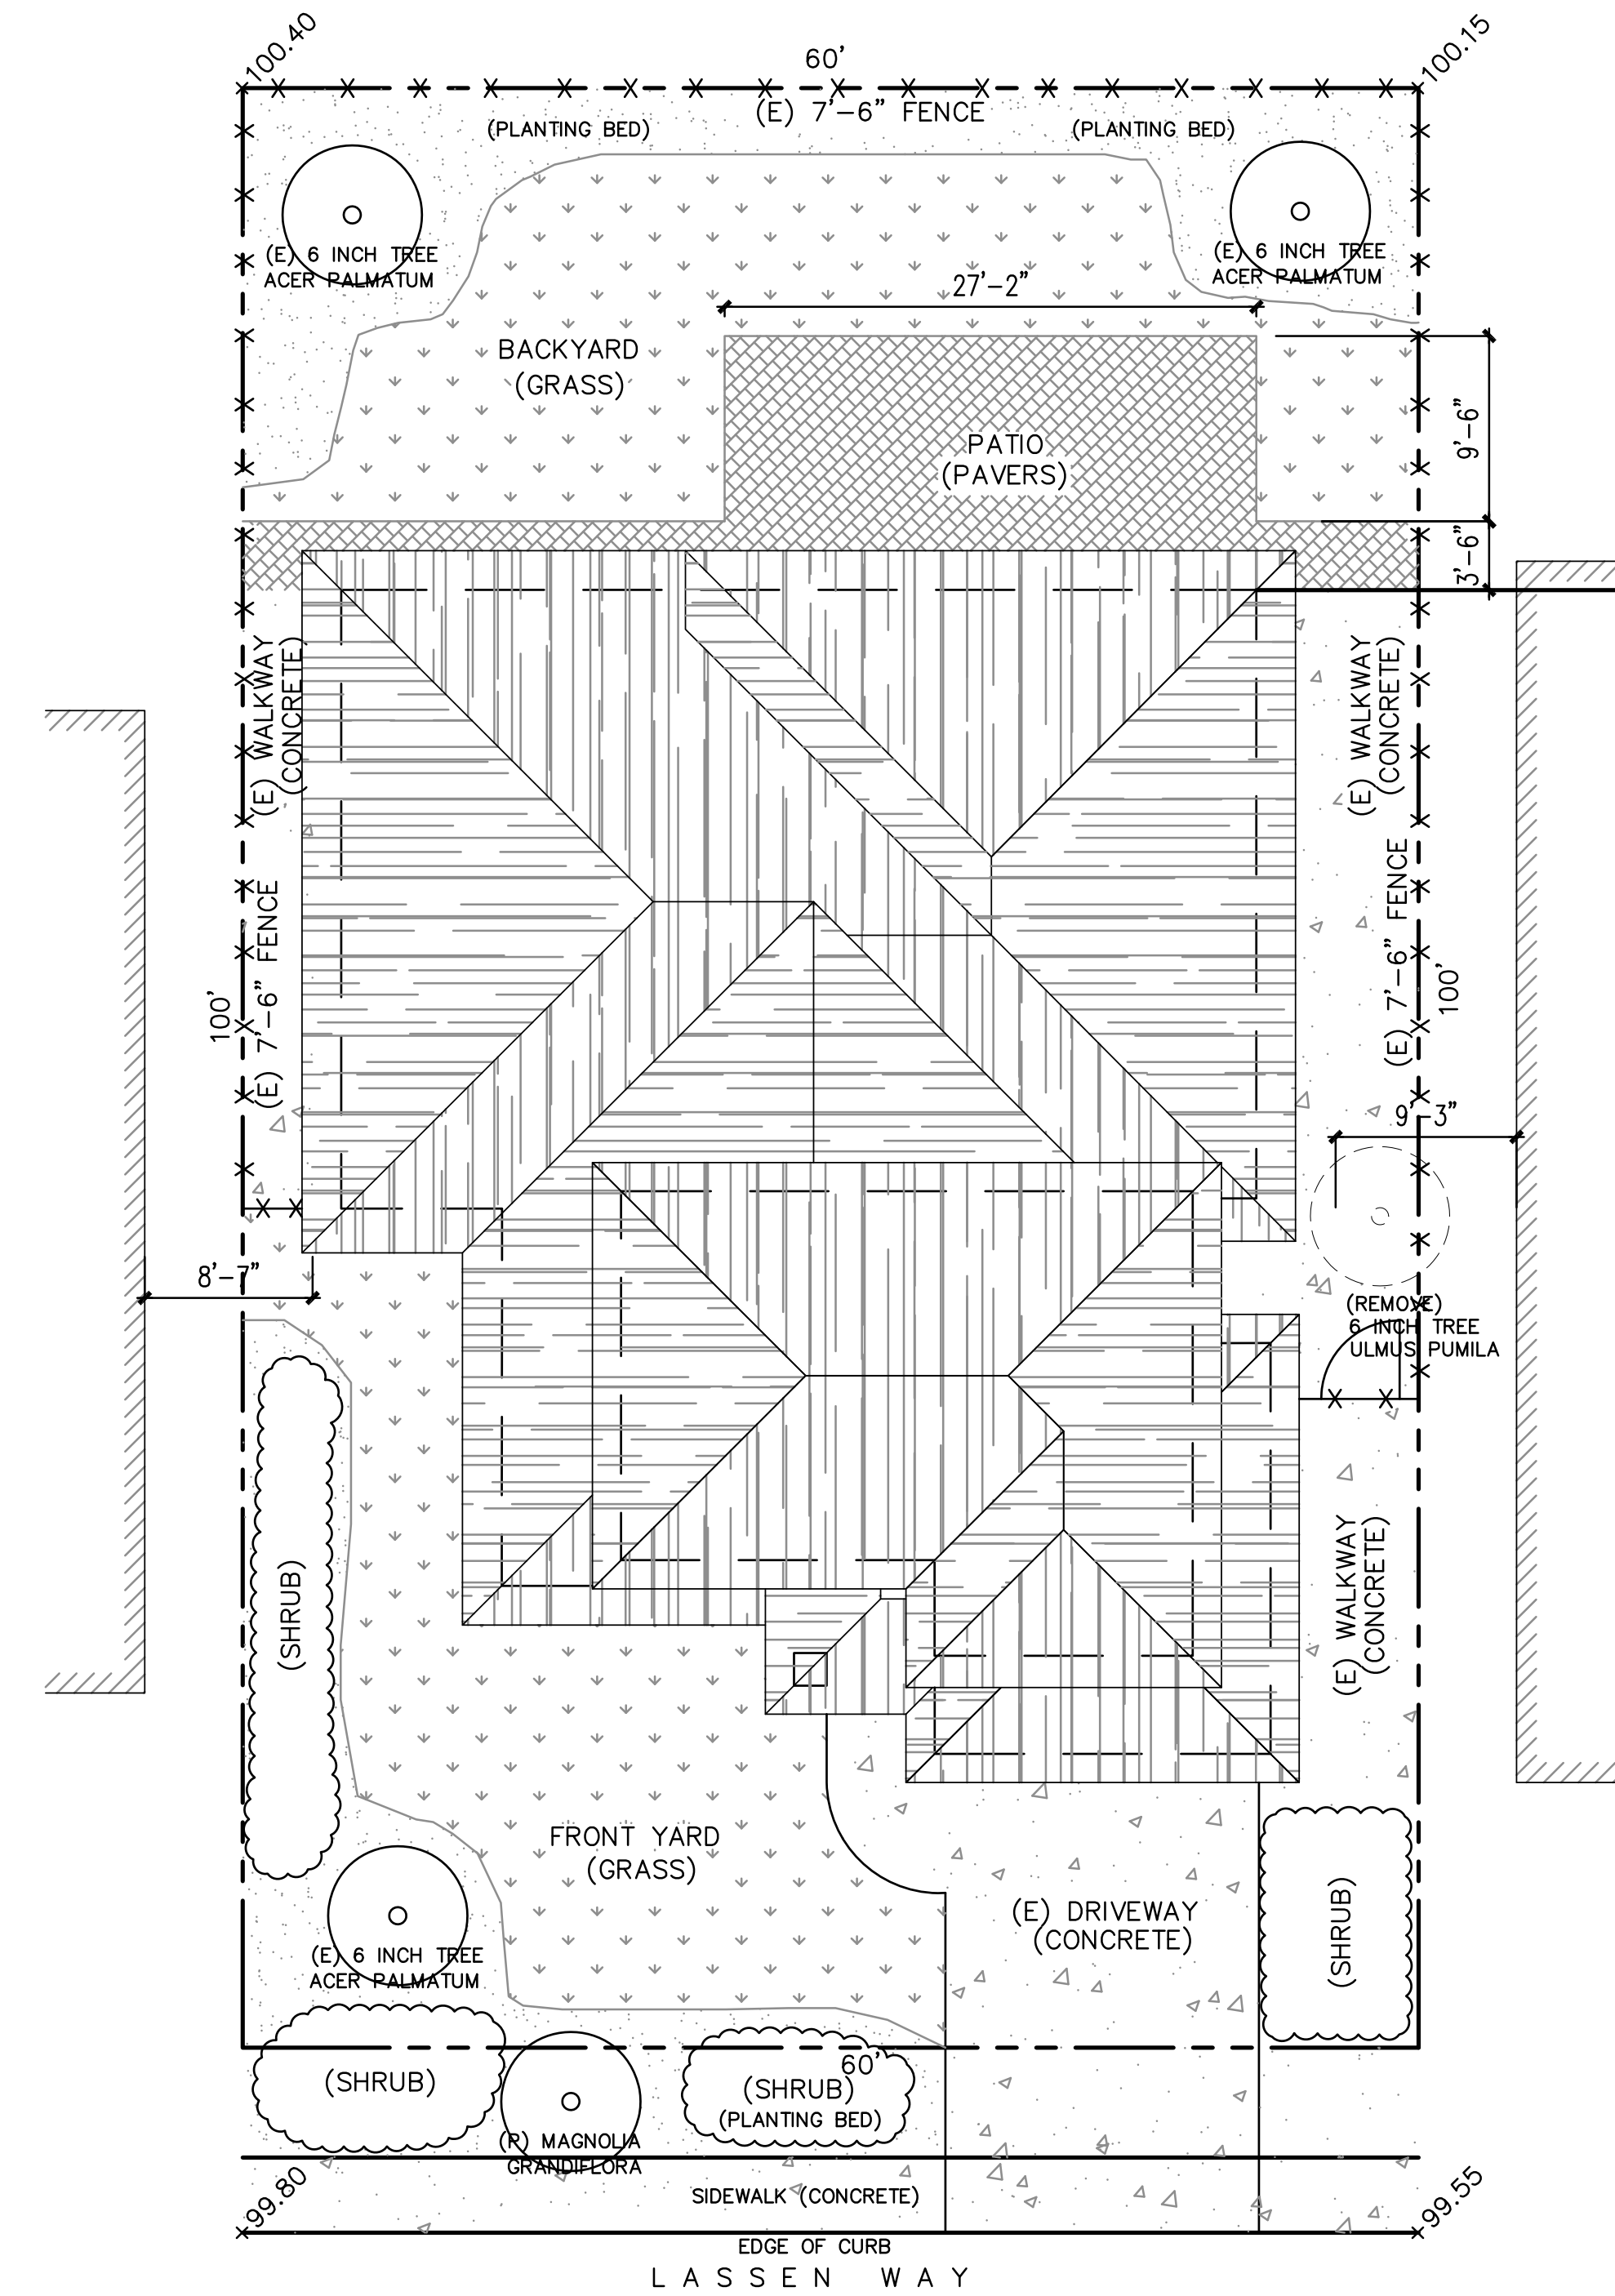 100.40
60'
100.15
(E) 7'-6" FENCE
(PLANTING BED)
(PLANTING BED)
(E) 6 INCH TREE
ACER PALMATUM
(E) 6 INCH TREE
ACER PALMATUM
27'-2"
BACKYARD
(GRASS)
PATIO
(PAVERS)
9'-6"
3'-6"
(E) WALKWAY
(CONCRETE)
(E) WALKWAY
(CONCRETE)
(E) 7'-6" FENCE
100'
(E) 7'-6" FENCE
100'
9'-3"
8'-7"
(REMOVE)
6 INCH TREE
ULMUS PUMILA
(SHRUB)
(E) WALKWAY
(CONCRETE)
FRONT YARD
(GRASS)
(E) DRIVEWAY
(CONCRETE)
(SHRUB)
(E) 6 INCH TREE
ACER PALMATUM
60'
(SHRUB)
(SHRUB)
(PLANTING BED)
(P) MAGNOLIA
GRANDIFLORA
99.80
SIDEWALK (CONCRETE)
99.55
EDGE OF CURB
LASSEN WAY